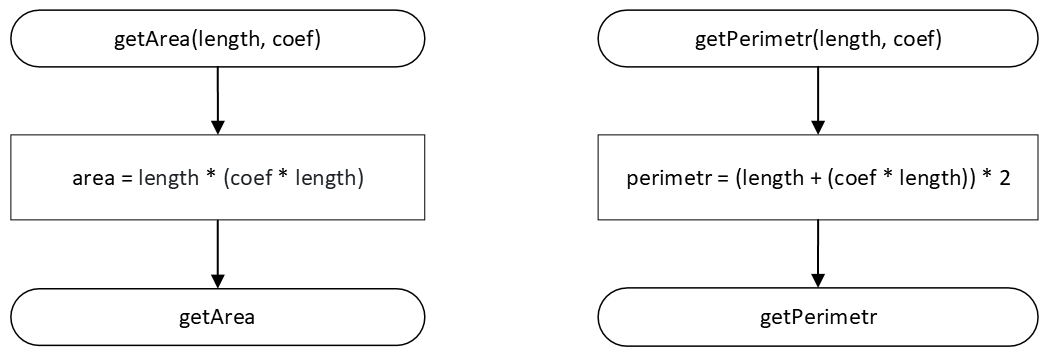 getArea(length, coef)
area = length * (coef * length)
getArea
getPerimetr(length, coef)
perimetr = (length + (coef * length)) * 2
getPerimetr